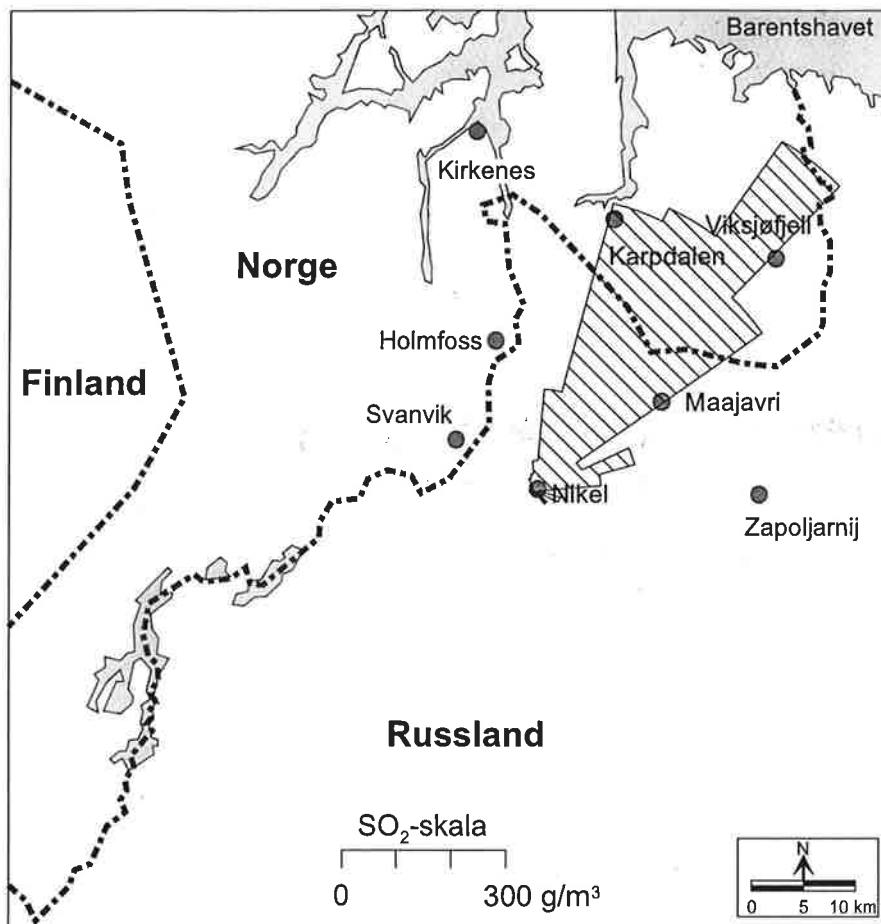 Barentshavet
Kirkenes
Viksjøfjell
Karpdalen
Norge
Holmfoss
Finland
Maajavri
Svanvik
Nikel
Zapoljarnij
Russland
SO₂-skala
0 300 g/m³
N
0 5 10 km